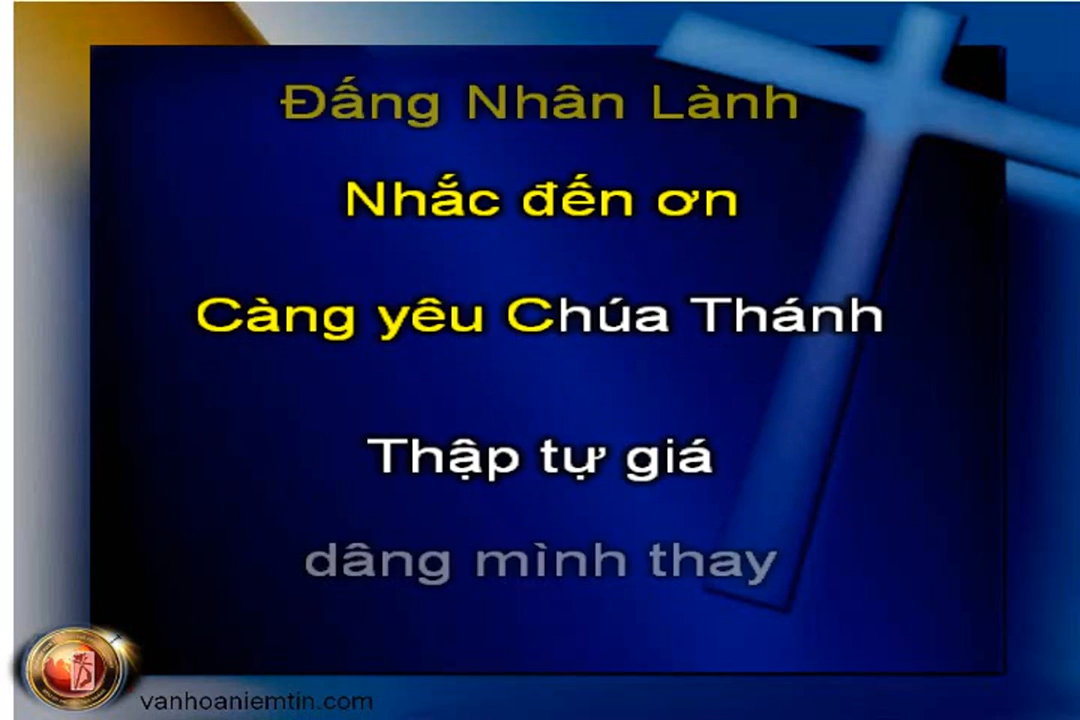 Đấng Nhân Lành
Nhắc đến ơn
Càng yêu Chúa Thánh
Thập tự giá
dâng mình thay
vanhoaniemtin.com